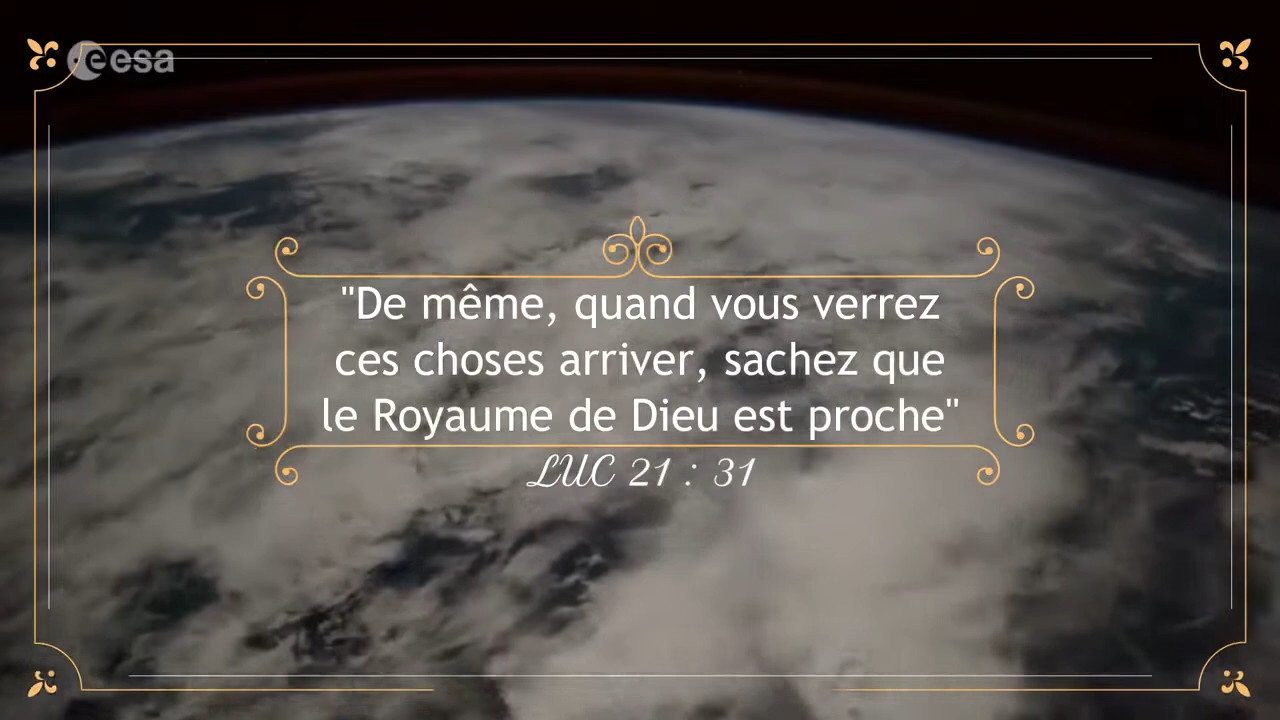 esa
"De même, quand vous verrez
ces choses arriver, sachez que
le Royaume de Dieu est proche"
LUC 21 : 31